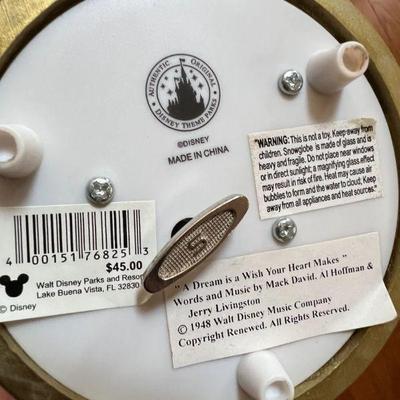 AUTHENTIC ORIGINAL
DISNEY THEME PARKS
©DISNEY
MADE IN CHINA
"WARNING: This is not a toy. Keep away from
children. Snowglobe is made of glass and is
heavy and fragile. Do not place near windows
or in direct sunlight; a magnifying glass effect
may result in risk of fire. Heat may cause air
bubbles to form and the water to cloud; Keep
away from all appliances and heat sources."
4 00151 76825 3
$45.00
Walt Disney Parks and Resor
Lake Buena Vista, FL 32830
© Disney
"A Dream is a Wish Your Heart Makes"
Words and Music by Mack David. Al Hoffman &
Jerry Livingston
© 1948 Walt Disney Music Company
Copyright Renewed. All Rights Reserved.